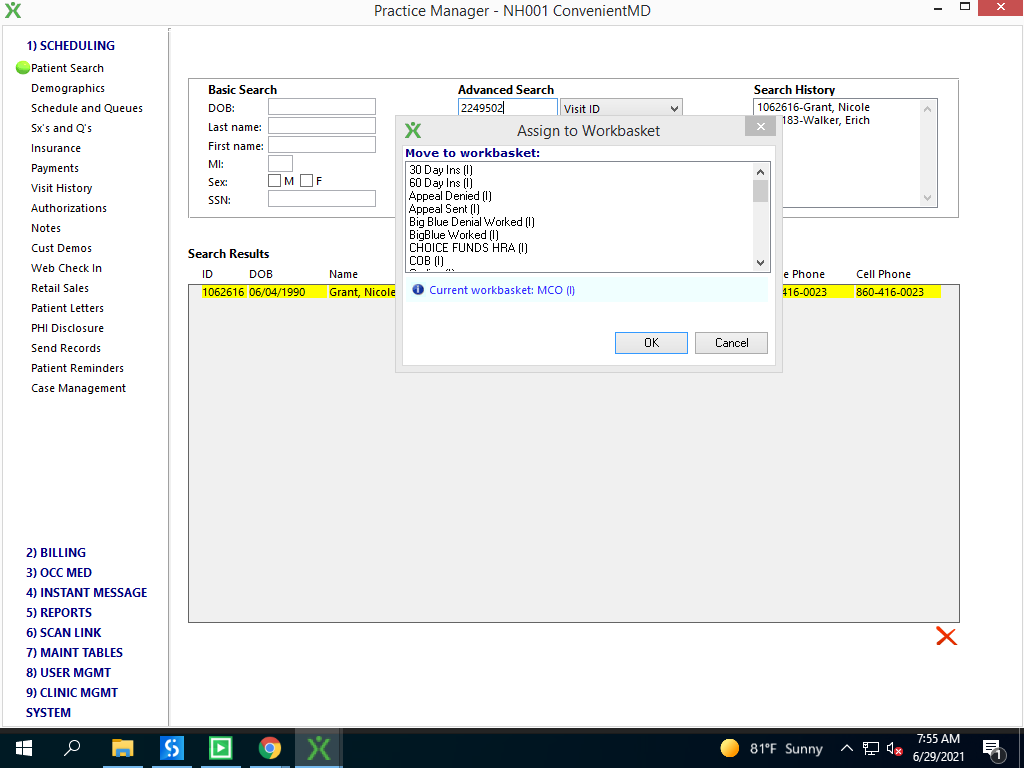 Practice Manager - NH001 ConvenientMD
1) SCHEDULING
Patient Search
Demographics
Schedule and Queues
Sx's and Q's
Insurance
Payments
Visit History
Authorizations
Notes
Cust Demos
Web Check In
Retail Sales
Patient Letters
PHI Disclosure
Send Records
Patient Reminders
Case Management
2) BILLING
3) OCC MED
4) INSTANT MESSAGE
5) REPORTS
6) SCAN LINK
7) MAINT TABLES
8) USER MGMT
9) CLINIC MGMT
SYSTEM
Basic Search
DOB:
Last name:
First name:
MI:
Sex: M F
SSN:
Advanced Search
2249502 Visit ID
Search History
1062616-Grant, Nicole
183-Walker, Erich
Assign to Workbasket
Move to workbasket:
30 Day Ins (I)
60 Day Ins (I)
Appeal Denied (I)
Appeal Sent (I)
Big Blue Denial Worked (I)
BigBlue Worked (I)
CHOICE FUNDS HRA (I)
COB (I)
Current workbasket: MCO (I)
OK Cancel
Search Results
ID DOB Name e Phone Cell Phone
1062616 06/04/1990 Grant, Nicole 416-0023 860-416-0023
81°F Sunny
7:55 AM
6/29/2021
1